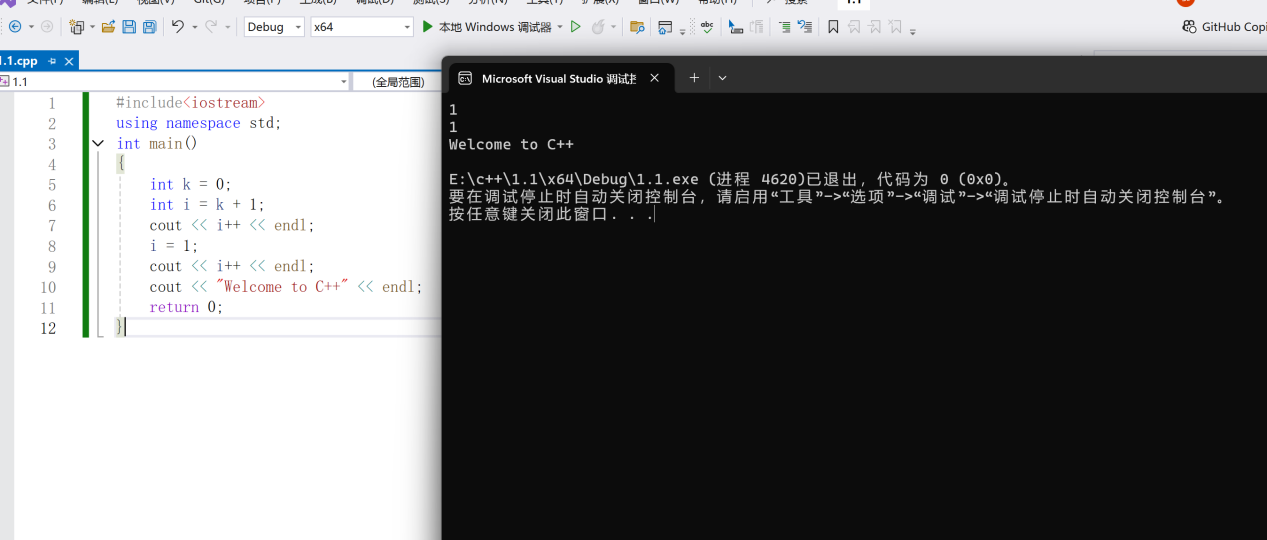 Debug x64 本地 Windows 调试器 GitHub Copi
1.1.cpp
1.1 (全局范围)
Microsoft Visual Studio 调试控
1 #include<iostream>
2 using namespace std;
3 int main()
4 {
5 int k = 0;
6 int i = k + 1;
7 cout << i++ << endl;
8 i = 1;
9 cout << i++ << endl;
10 cout << "Welcome to C++" << endl;
11 return 0;
12 }
1
1
Welcome to C++
E:\c++\1.1\x64\Debug\1.1.exe (进程 4620)已退出，代码为 0 (0x0)。
要在调试停止时自动关闭控制台，请启用“工具”->“选项”->“调试”->“调试停止时自动关闭控制台”。
按任意键关闭此窗口. . .